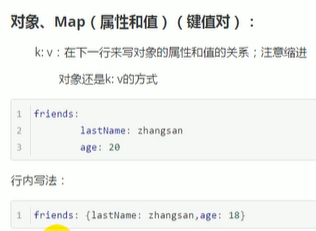 对象、Map（属性和值）（键值对）：
k: v：在下一行来写对象的属性和值的关系；注意缩进
对象还是k: v的方式
1 friends:
2 lastName: zhangsan
3 age: 20
行内写法：
1 friends: {lastName: zhangsan,age: 18}